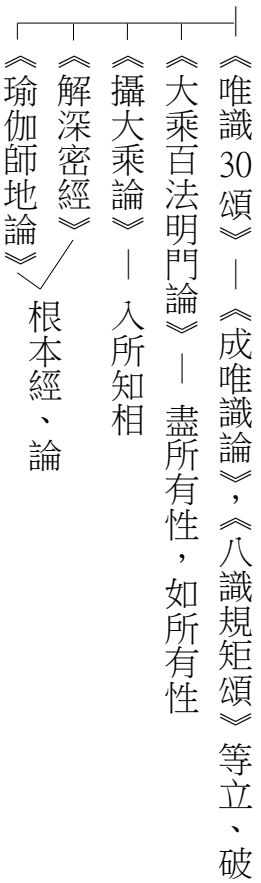 《唯識30頌》—《成唯識論》,《八識規矩頌》等立、破
《大乘百法明門論》— 盡所有性，如所有性
《攝大乘論》— 入所知相
《解深密經》
《瑜伽師地論》
根本經、論